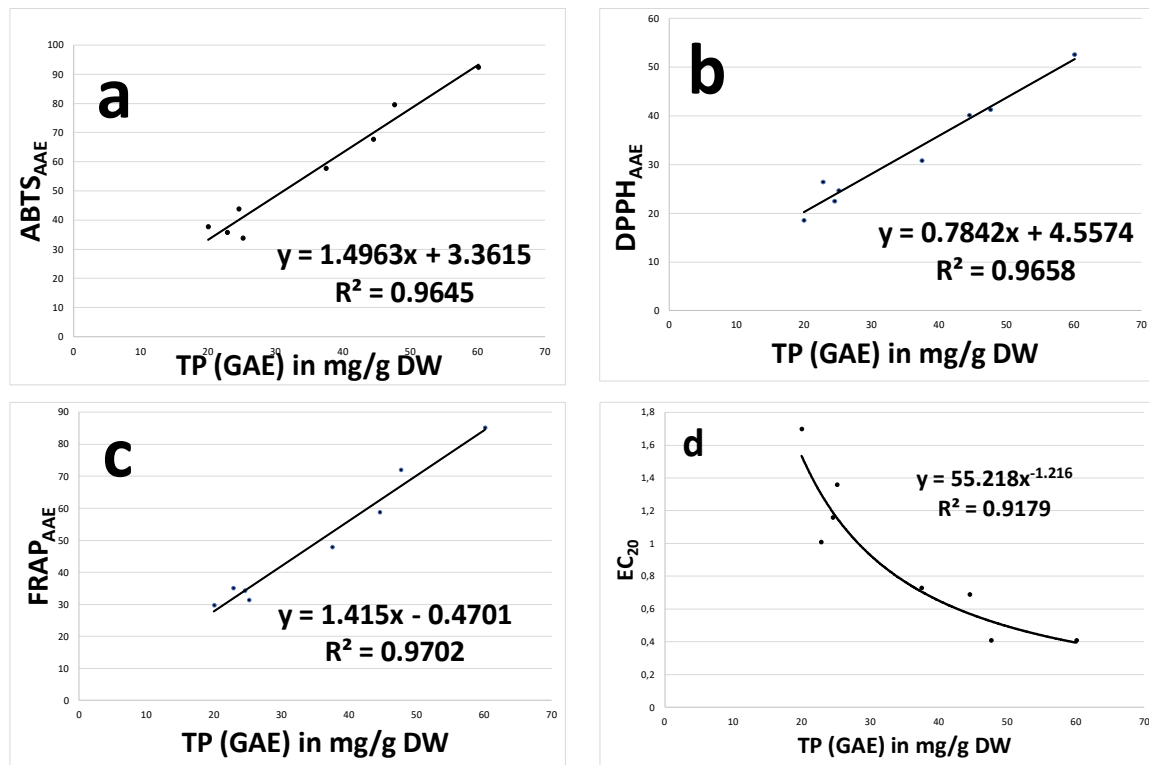 a
ABTSAAE
100
90
80
70
60
50
40
30
20
10
0
y = 1.4963x + 3.3615
R² = 0.9645
0 10 20 30 40 50 60 70
TP (GAE) in mg/g DW
b
DPPHAAE
60
50
40
30
20
10
0
y = 0.7842x + 4.5574
R² = 0.9658
0 10 20 30 40 50 60 70
TP (GAE) in mg/g DW
c
FRAPAAE
90
80
70
60
50
40
30
20
10
0
y = 1.415x - 0.4701
R² = 0.9702
0 10 20 30 40 50 60 70
TP (GAE) in mg/g DW
d
EC20
1,8
1,6
1,4
1,2
1
0,8
0,6
0,4
0,2
0
y = 55.218x-1.216
R² = 0.9179
0 10 20 30 40 50 60 70
TP (GAE) in mg/g DW